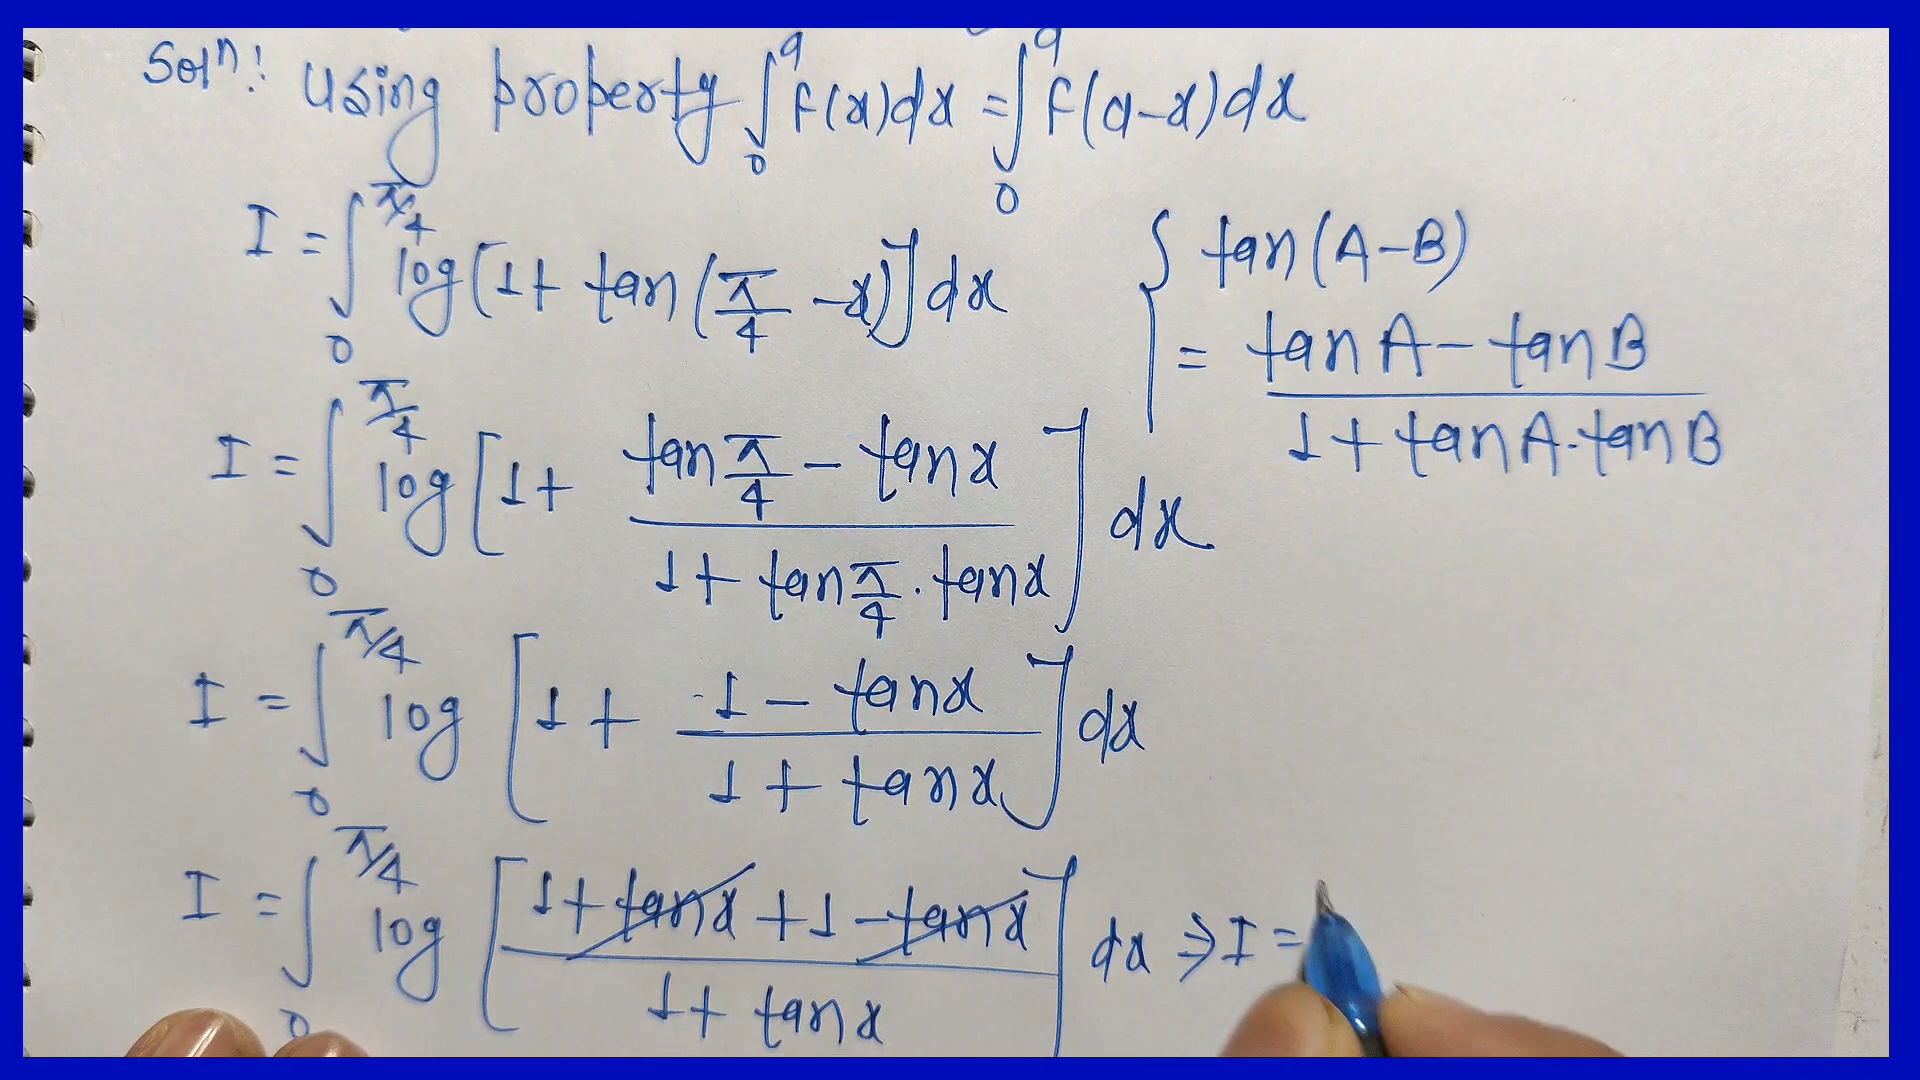 Solⁿ: Using property ∫₀ᵃ f(x)dx = ∫₀ᵃ f(a-x)dx
I = ∫₀^{π/4} log[1+ tan(π/4 -x)]dx
{ tan(A-B)
= (tanA - tanB)/(1+ tanA.tanB)
I = ∫₀^{π/4} log[1+ (tan π/4 - tanx)/(1+ tan π/4 . tanx)] dx
I = ∫₀^{π/4} log [1 + (1 - tanx)/(1 + tanx)] dx
I = ∫₀^{π/4} log [(1+ tanx +1 -tanx)/(1+ tanx)] dx ⇒ I =